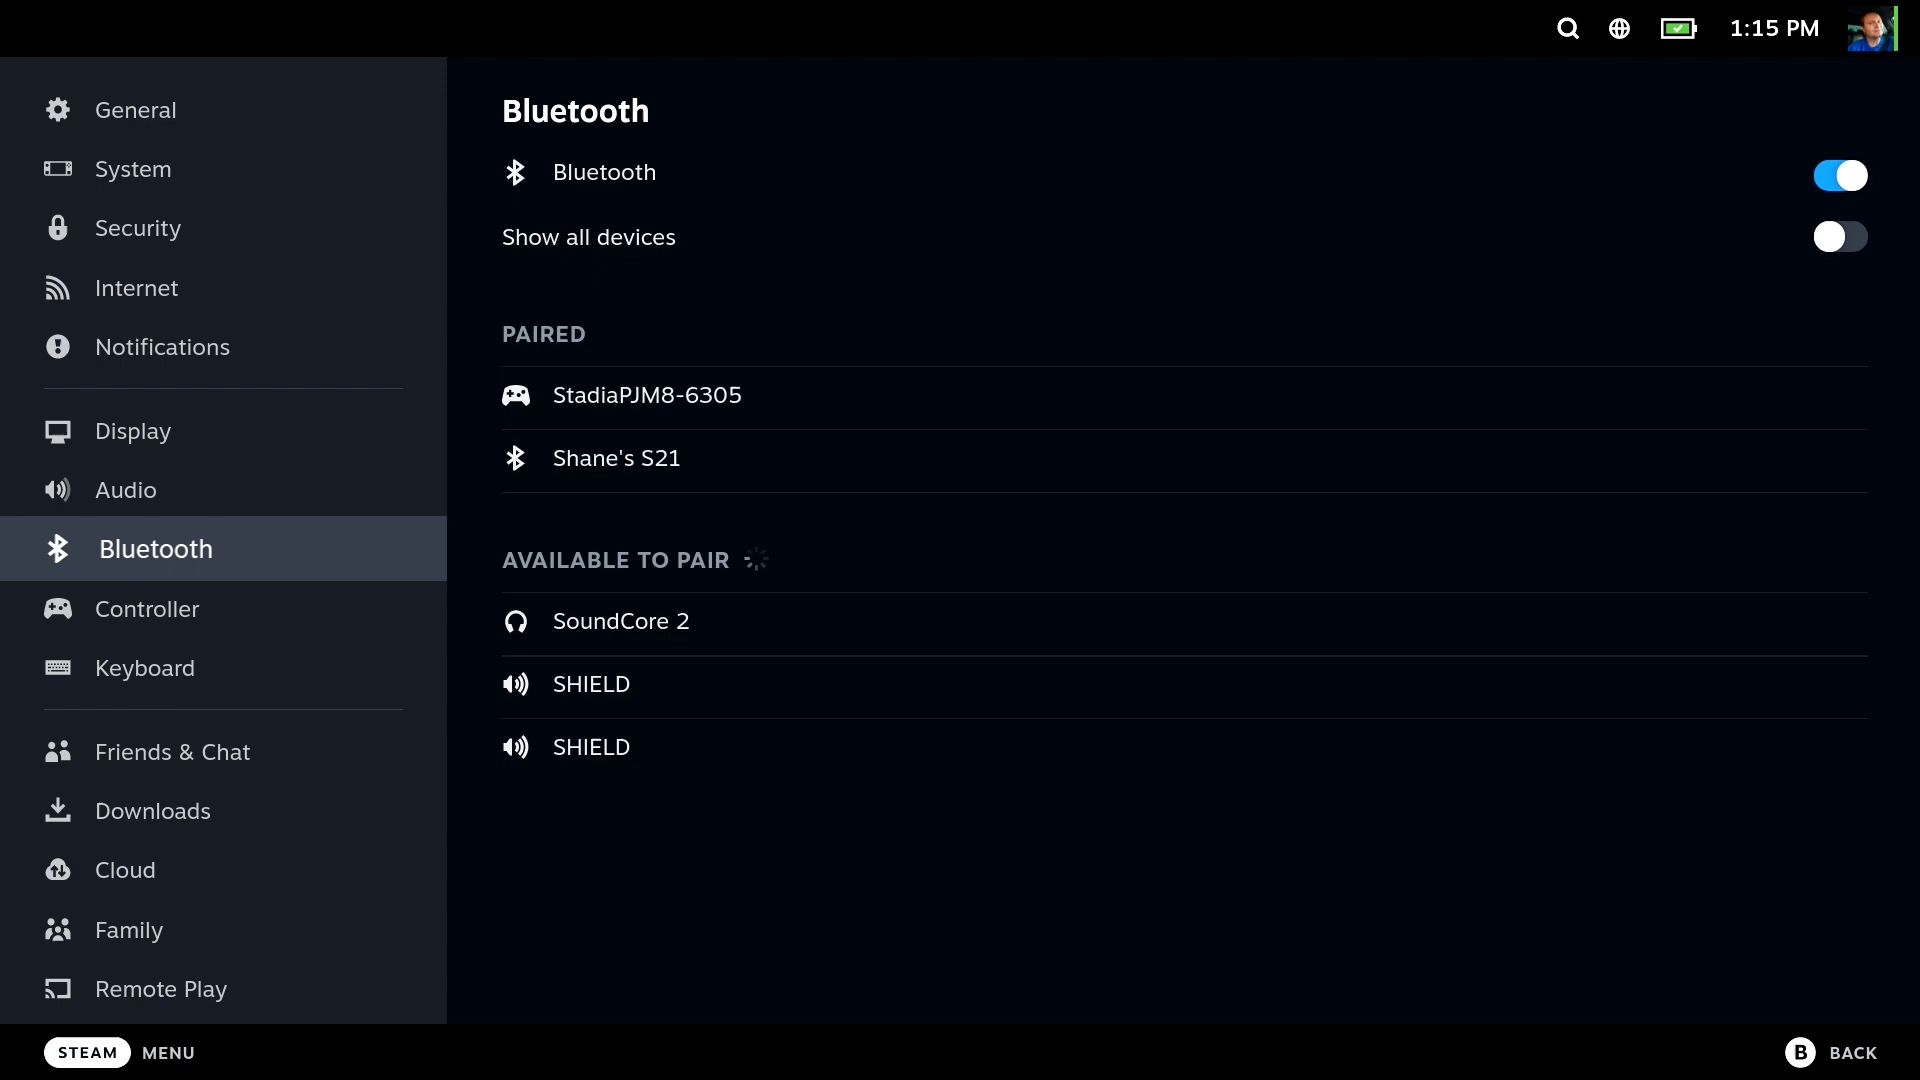 1:15 PM
General
System
Security
Internet
Notifications
Display
Audio
Bluetooth
Controller
Keyboard
Friends & Chat
Downloads
Cloud
Family
Remote Play
Bluetooth
Bluetooth
Show all devices
PAIRED
StadiaPJM8-6305
Shane's S21
AVAILABLE TO PAIR
SoundCore 2
SHIELD
SHIELD
STEAM MENU
B BACK